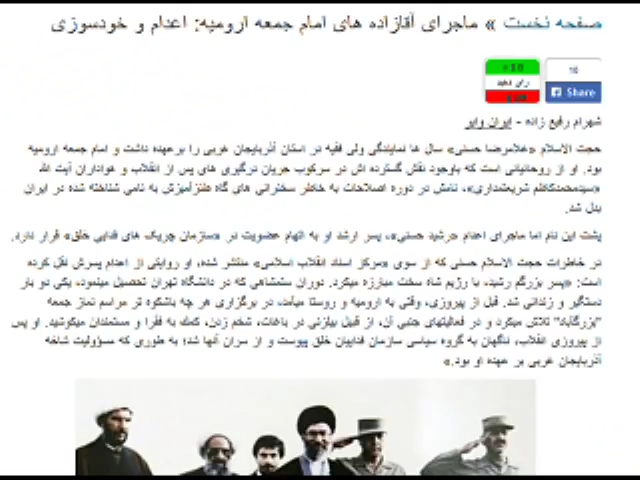 صفحه نخست » ماجرای آقازاده های امام جمعه ارومیه: اعدام و خودسوزی
رای دهید
Share
شهرام رفیع زاده - ایران وایر
حجت الاسلام «غلامرضا حسنی» سال ها نمایندگی ولی فقیه در استان آذربایجان غربی را برعهده داشت و امام جمعه ارومیه
بود. او از روحانیانی است که باوجود نقش گسترده اش در سرکوب جریان درگیری های پس از انقلاب و هواداران آیت الله
«سیدمحمدکاظم شریعتمداری»، نامش در دوره اصلاحات به خاطر سخنرانی های گاه طنزآمیزش به نامی شناخته شده در ایران
بدل شد.
پشت این نام اما ماجرای اعدام «رشید حسنی»، پسر ارشد او به اتهام عضویت در «سازمان چریک های فدایی خلق» قرار دارد.
در خاطرات حجت الاسلام حسنی که از سوی «مرکز اسناد انقلاب اسلامی» منتشر شده، او روایتی از اعدام پسرش نقل کرده
است: «پسر بزرگم رشید، با رژیم شاه سخت مبارزه میکرد. دوران ستمشاهی که در دانشگاه تهران تحصیل مینمود، یکی دو بار
دستگیر و زندانی شد. قبل از پیروزی، وقتی به ارومیه و روستا میآمد، در برگزاری هر چه باشکوه تر مراسم نماز جمعه
"بزرگآباد" تلاش میکرد و در فعالیتهای جنبی آن، از قبیل بیلزنی در باغات، شخم زدن، کمک به فقرا و مستمندان میکوشید. او پس
از پیروزی انقلاب، ناگهان به گروه سیاسی سازمان فداییان خلق پیوست و از سران آنها شد؛ به طوری که مسؤولیت شاخه
آذربایجان غربی بر عهده او بود.»